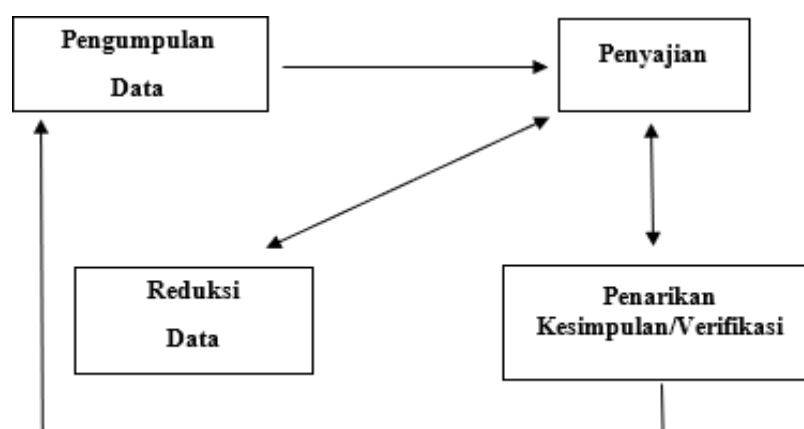 Pengumpulan
Data
Penyajian
Reduksi
Data
Penarikan
Kesimpulan/Verifikasi